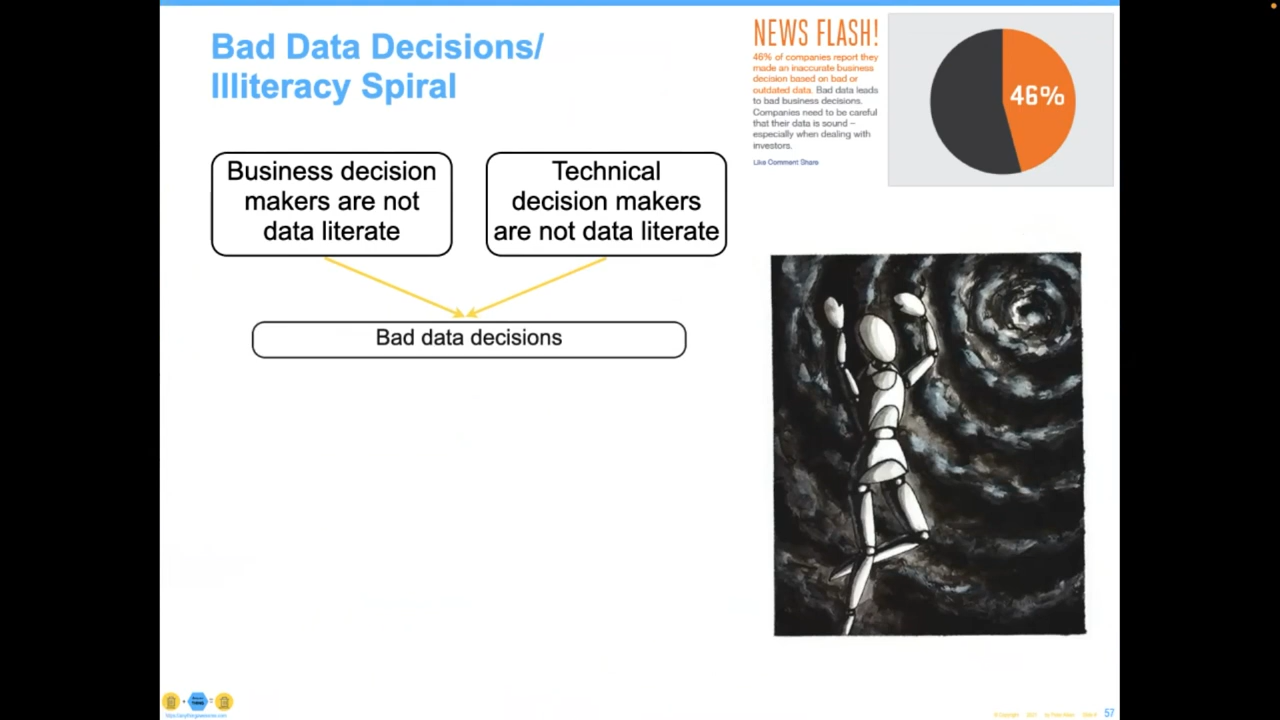 Bad Data Decisions/
Illiteracy Spiral
NEWS FLASH!
46% of companies report they
made an inaccurate business
decision based on bad or
outdated data. Bad data leads
to bad business decisions.
Companies need to be careful
that their data is sound –
especially when dealing with
investors.
Like Comment Share
46%
Business decision
makers are not
data literate
Technical
decision makers
are not data literate
Bad data decisions
57